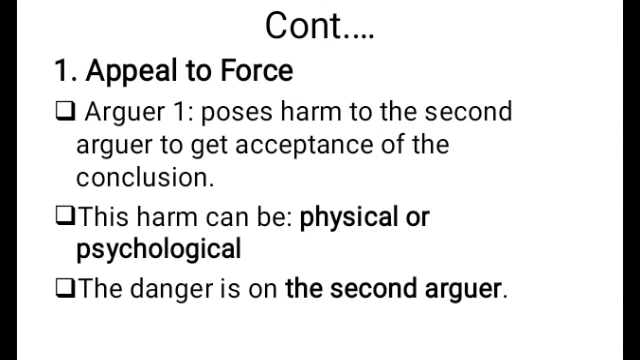 Cont....
1. Appeal to Force
❑ Arguer 1: poses harm to the second
arguer to get acceptance of the
conclusion.
❑This harm can be: physical or
psychological
❑The danger is on the second arguer.